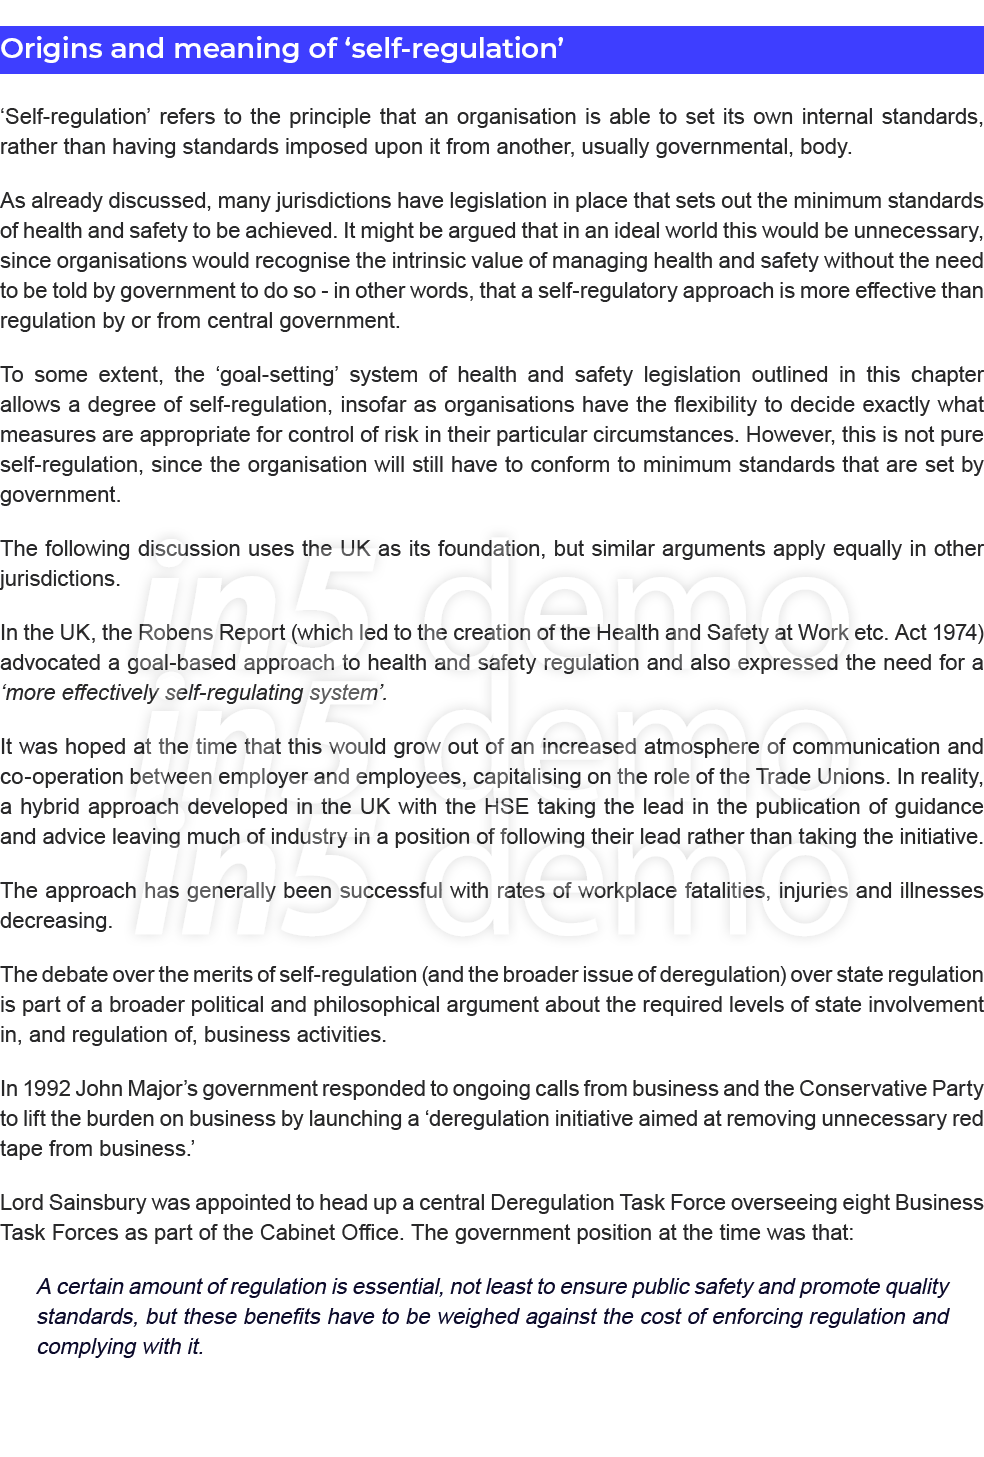 Origins and meaning of ‘self-regulation’
‘Self-regulation’ refers to the principle that an organisation is able to set its own internal standards,
rather than having standards imposed upon it from another, usually governmental, body.
As already discussed, many jurisdictions have legislation in place that sets out the minimum standards
of health and safety to be achieved. It might be argued that in an ideal world this would be unnecessary,
since organisations would recognise the intrinsic value of managing health and safety without the need
to be told by government to do so - in other words, that a self-regulatory approach is more effective than
regulation by or from central government.
To some extent, the ‘goal-setting’ system of health and safety legislation outlined in this chapter
allows a degree of self-regulation, insofar as organisations have the flexibility to decide exactly what
measures are appropriate for control of risk in their particular circumstances. However, this is not pure
self-regulation, since the organisation will still have to conform to minimum standards that are set by
government.
The following discussion uses the UK as its foundation, but similar arguments apply equally in other
jurisdictions.
In the UK, the Robens Report (which led to the creation of the Health and Safety at Work etc. Act 1974)
advocated a goal-based approach to health and safety regulation and also expressed the need for a
‘more effectively self-regulating system’.
It was hoped at the time that this would grow out of an increased atmosphere of communication and
co-operation between employer and employees, capitalising on the role of the Trade Unions. In reality,
a hybrid approach developed in the UK with the HSE taking the lead in the publication of guidance
and advice leaving much of industry in a position of following their lead rather than taking the initiative.
The approach has generally been successful with rates of workplace fatalities, injuries and illnesses
decreasing.
The debate over the merits of self-regulation (and the broader issue of deregulation) over state regulation
is part of a broader political and philosophical argument about the required levels of state involvement
in, and regulation of, business activities.
In 1992 John Major’s government responded to ongoing calls from business and the Conservative Party
to lift the burden on business by launching a ‘deregulation initiative aimed at removing unnecessary red
tape from business.’
Lord Sainsbury was appointed to head up a central Deregulation Task Force overseeing eight Business
Task Forces as part of the Cabinet Office. The government position at the time was that:
A certain amount of regulation is essential, not least to ensure public safety and promote quality
standards, but these benefits have to be weighed against the cost of enforcing regulation and
complying with it.
in5 demo
in5 demo
in5 demo